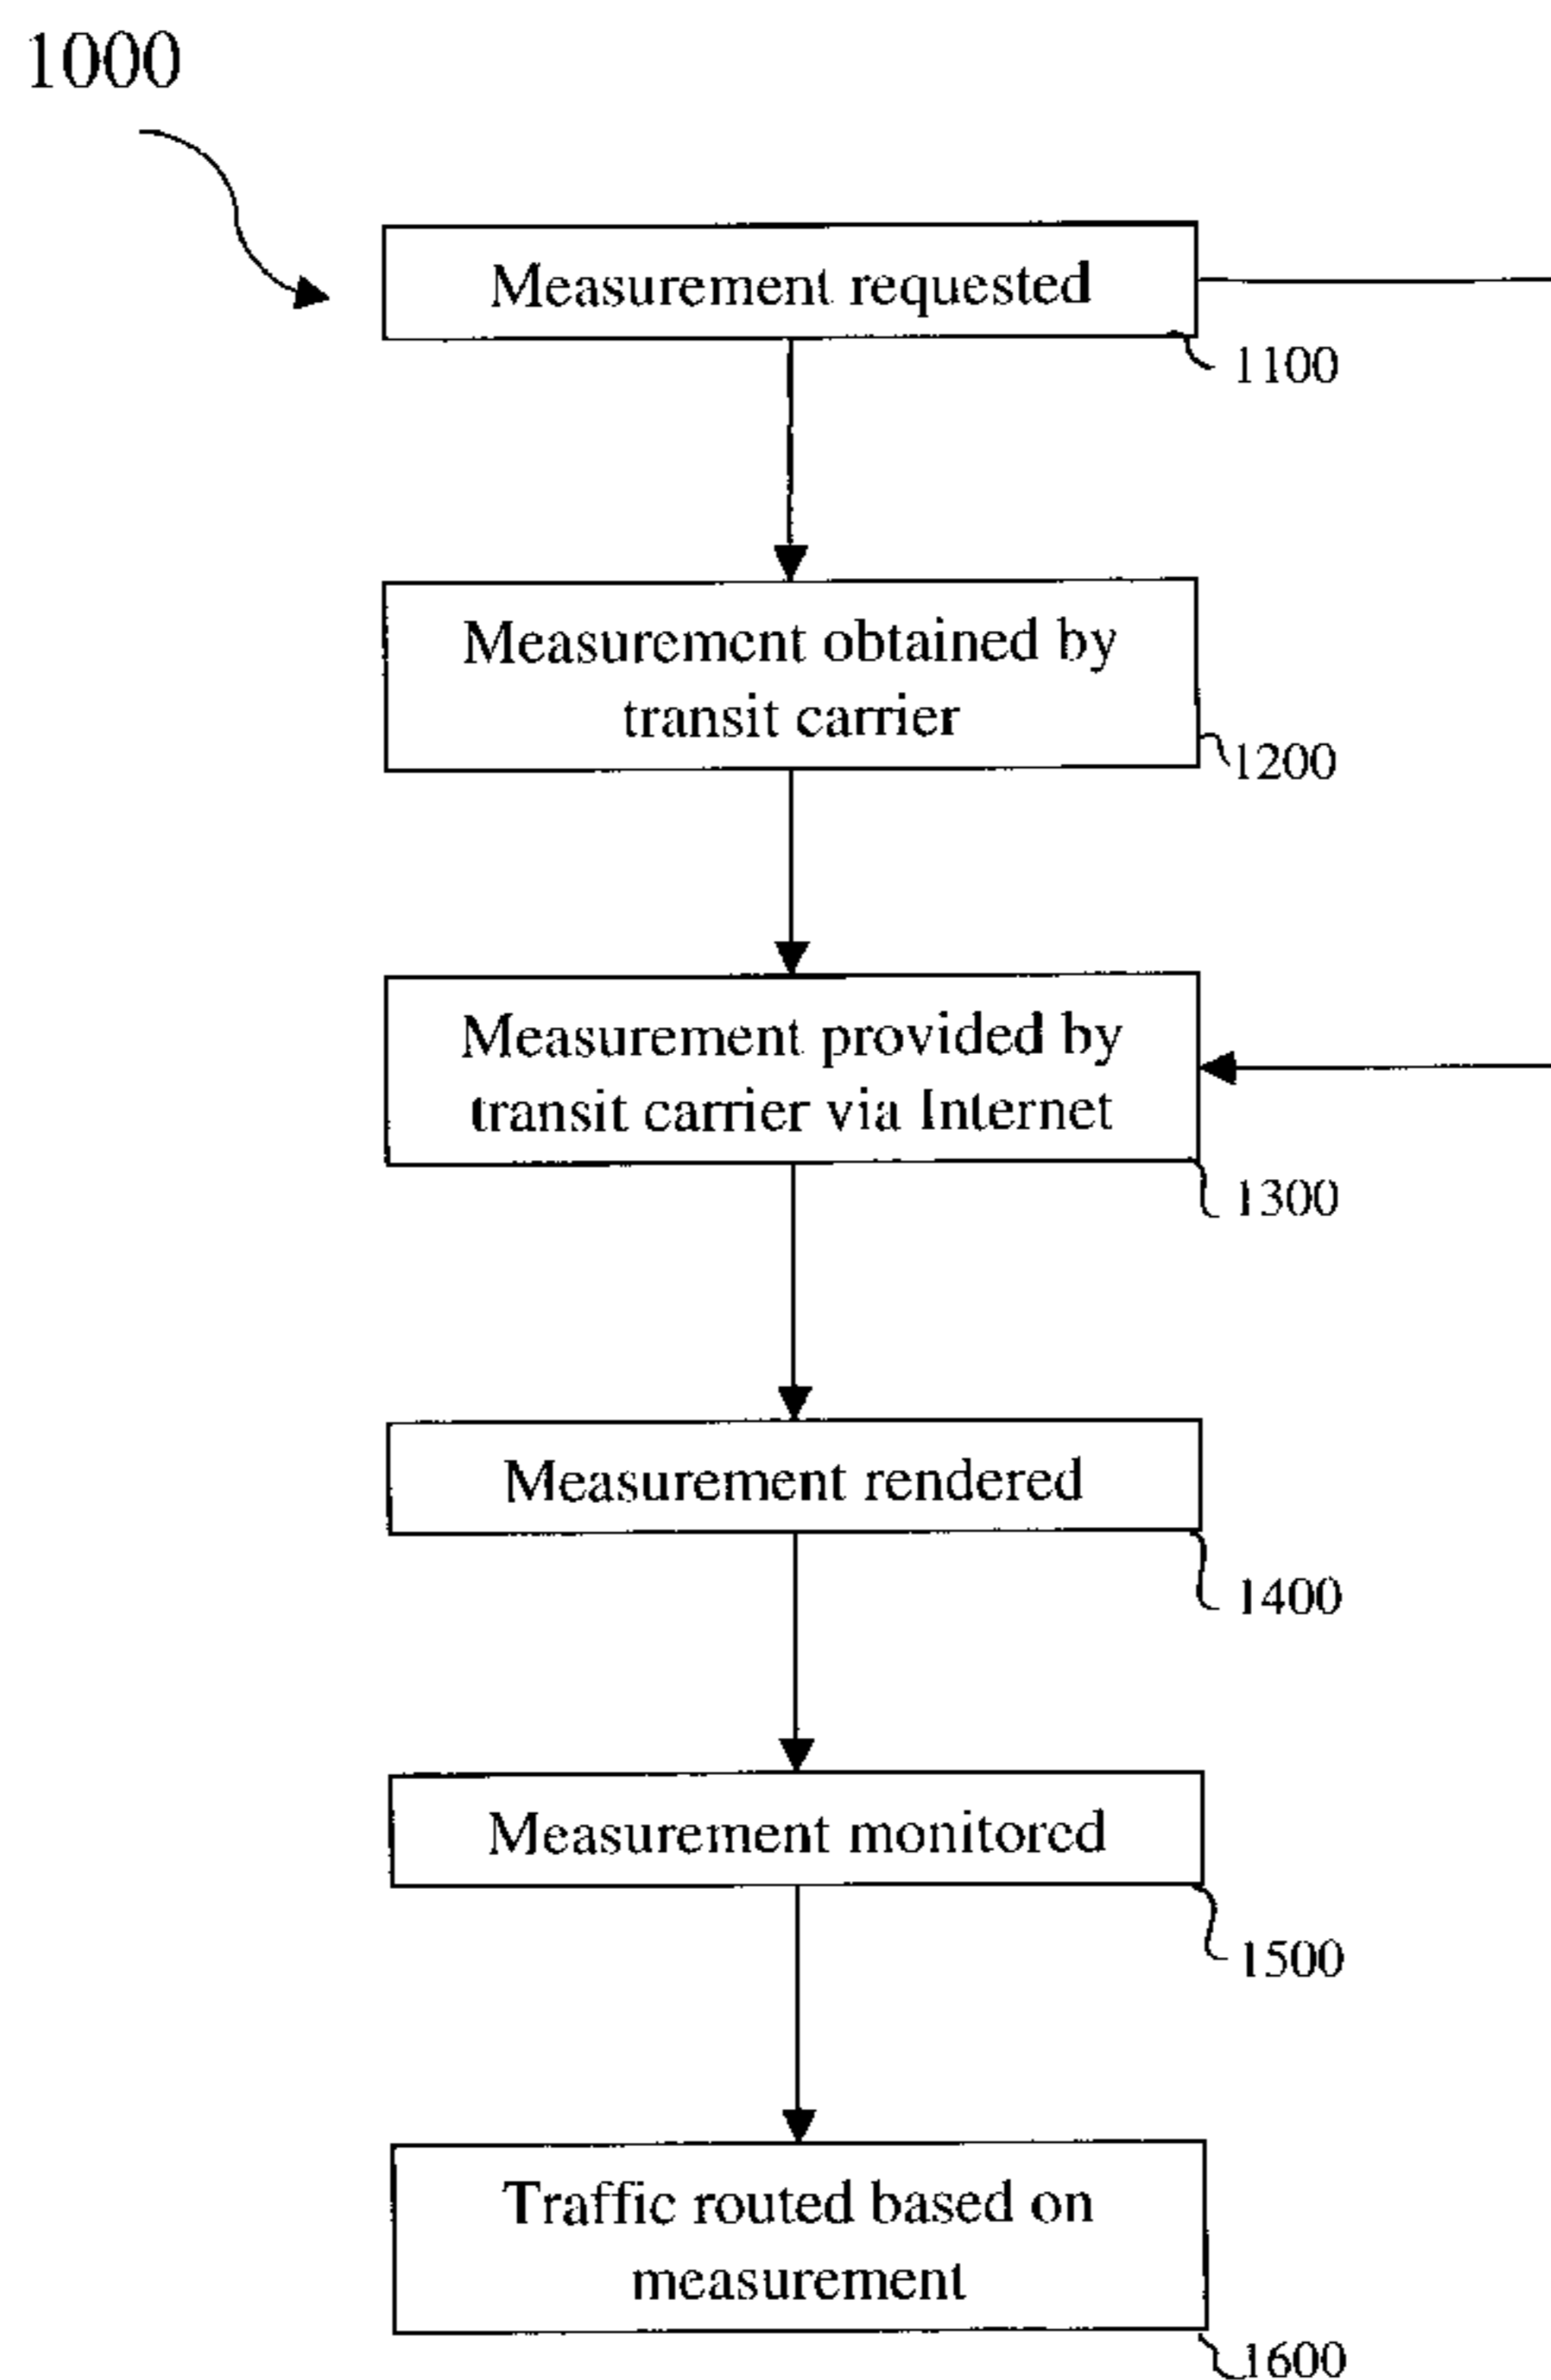 1000
Measurement requested
1100
Measurement obtained by
transit carrier
1200
Measurement provided by
transit carrier via Internet
1300
Measurement rendered
1400
Measurement monitored
1500
Traffic routed based on
measurement
1600